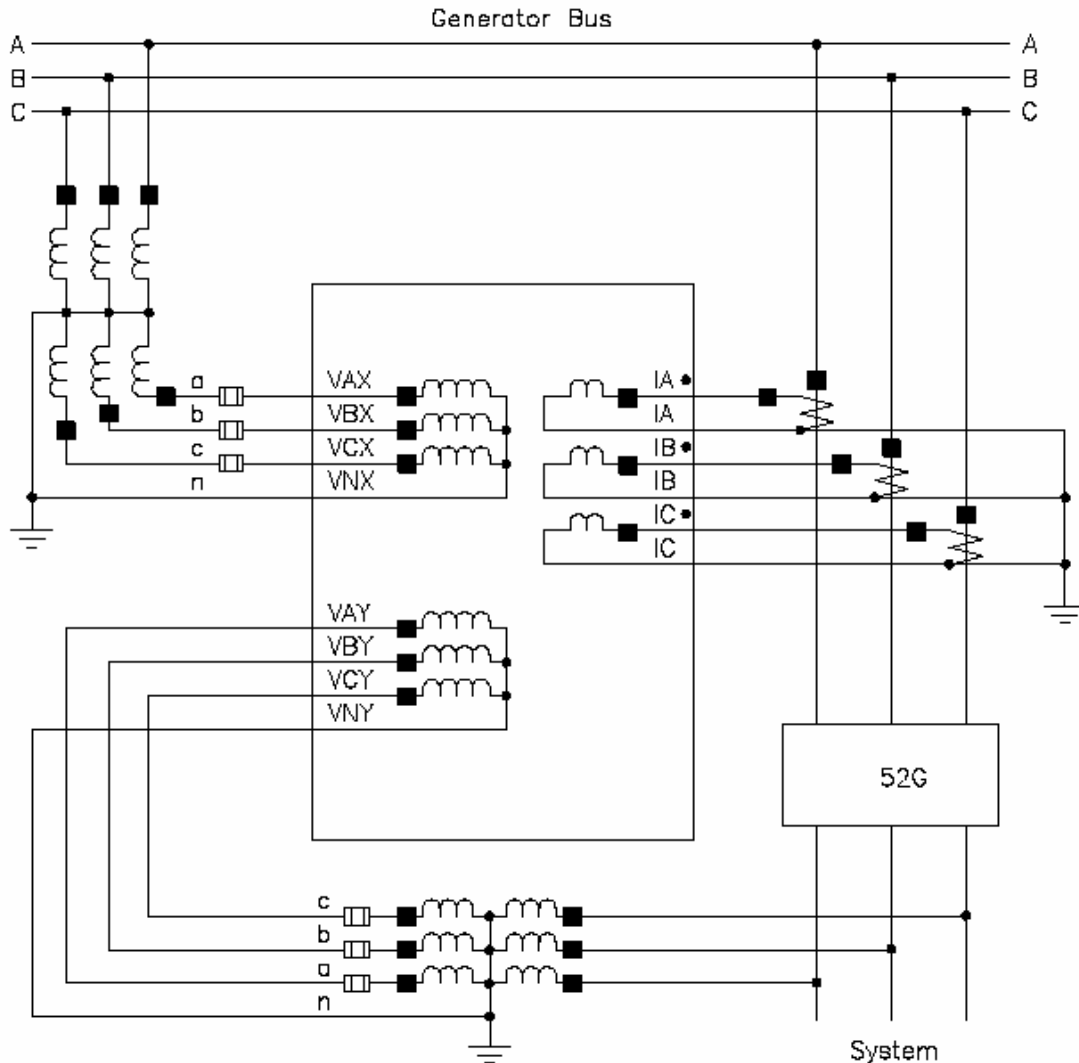 Generator Bus
A A
B B
C C
a VAX IA
b VBX IA
c VCX IB
n VNX IB
IC
IC
VAY
VBY
VCY
VNY
52G
c
b
a
n
System